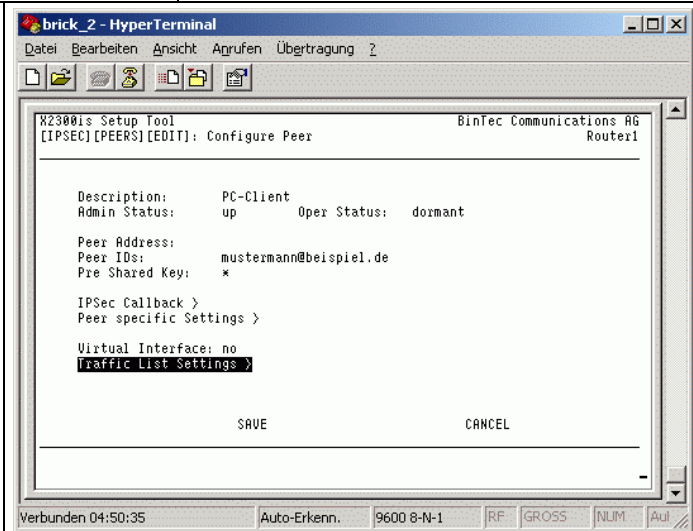 brick_2 - HyperTerminal
Datei Bearbeiten Ansicht Anrufen Übertragung ?
X2300is Setup Tool BinTec Communications AG
[IPSEC][PEERS][EDIT]: Configure Peer Router1
Description: PC-Client
Admin Status: up Oper Status: dormant
Peer Address:
Peer IDs: mustermann@beispiel.de
Pre Shared Key: *
IPSec Callback >
Peer specific Settings >
Virtual Interface: no
Traffic List Settings >
SAVE CANCEL
Verbunden 04:50:35 Auto-Erkenn. 9600 8-N-1 RF GROSS NUM Auf